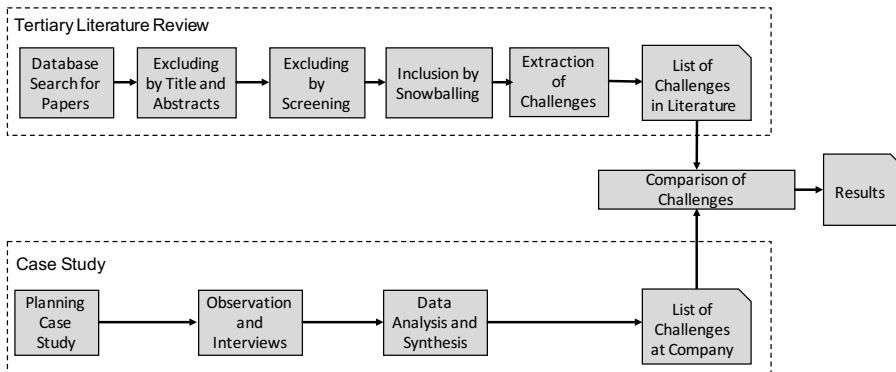 Tertiary Literature Review
Database
Search for
Papers
Excluding
by Title and
Abstracts
Excluding
by
Screening
Inclusion by
Snowballing
Extraction
of
Challenges
List of
Challenges
in Literature
Comparison of
Challenges
Results
Case Study
Planning
Case
Study
Observation
and
Interviews
Data
Analysis and
Synthesis
List of
Challenges
at Company